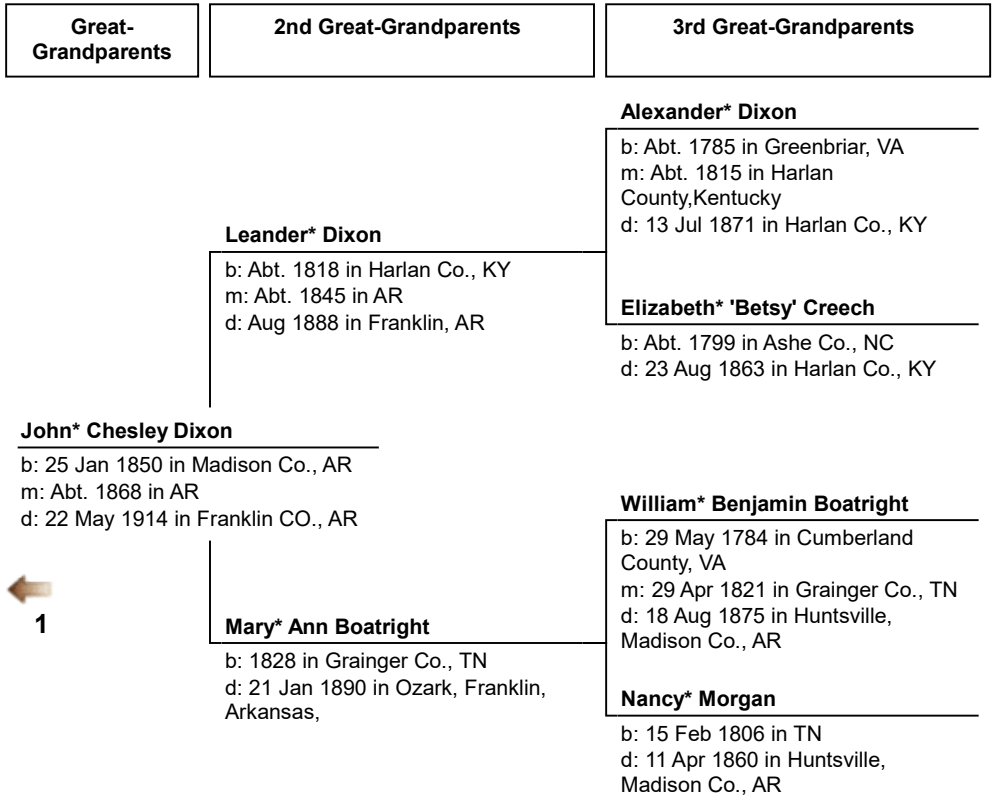 Great-
Grandparents
2nd Great-Grandparents
3rd Great-Grandparents
Alexander* Dixon
b: Abt. 1785 in Greenbriar, VA
m: Abt. 1815 in Harlan
County,Kentucky
d: 13 Jul 1871 in Harlan Co., KY
Leander* Dixon
b: Abt. 1818 in Harlan Co., KY
m: Abt. 1845 in AR
d: Aug 1888 in Franklin, AR
Elizabeth* 'Betsy' Creech
b: Abt. 1799 in Ashe Co., NC
d: 23 Aug 1863 in Harlan Co., KY
John* Chesley Dixon
b: 25 Jan 1850 in Madison Co., AR
m: Abt. 1868 in AR
d: 22 May 1914 in Franklin CO., AR
William* Benjamin Boatright
b: 29 May 1784 in Cumberland
County, VA
m: 29 Apr 1821 in Grainger Co., TN
d: 18 Aug 1875 in Huntsville,
Madison Co., AR
1
Mary* Ann Boatright
b: 1828 in Grainger Co., TN
d: 21 Jan 1890 in Ozark, Franklin,
Arkansas,
Nancy* Morgan
b: 15 Feb 1806 in TN
d: 11 Apr 1860 in Huntsville,
Madison Co., AR